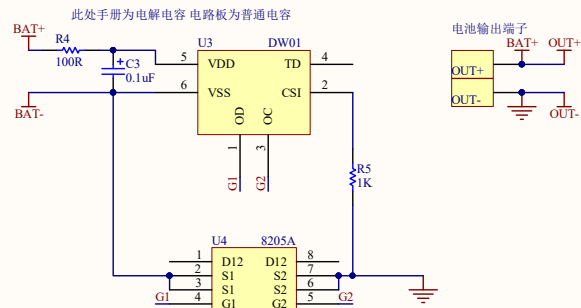 此处手册为电解电容 电路板为普通电容
BAT+
R4
100R
+
C3
0.1uF
BAT-
U3
DW01
5
VDD
TD
4
6
VSS
CSI
2
OD
OC
1
3
G1
G2
R5
1K
电池输出端子
BAT+
OUT+
OUT+
OUT-
OUT-
U4
8205A
1
D12
D12
8
2
S1
S2
7
3
S1
S2
6
G1
4
G1
G2
5
G2